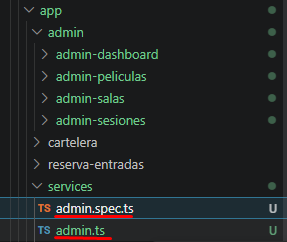 app
admin
admin-dashboard
admin-peliculas
admin-salas
admin-sesiones
cartelera
reserva-entradas
services
TS admin.spec.ts U
TS admin.ts U